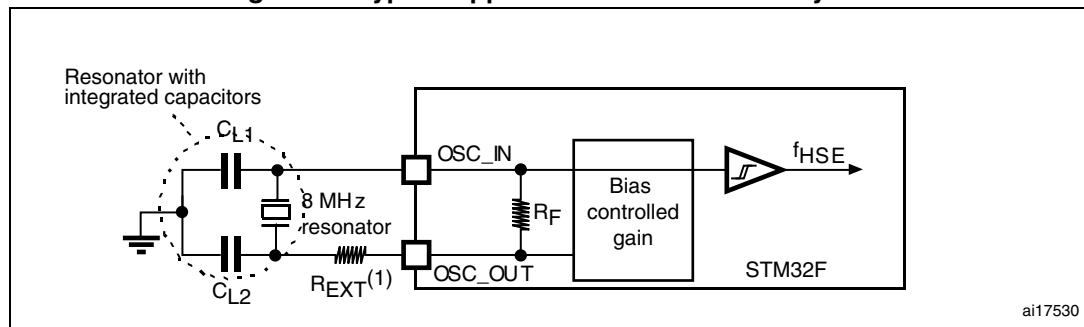 Resonator with
integrated capacitors
CL1
OSC_IN
fHSE
8 MHz
resonator
RF
Bias
controlled
gain
STM32F
OSC_OUT
REXT(1)
CL2
ai17530